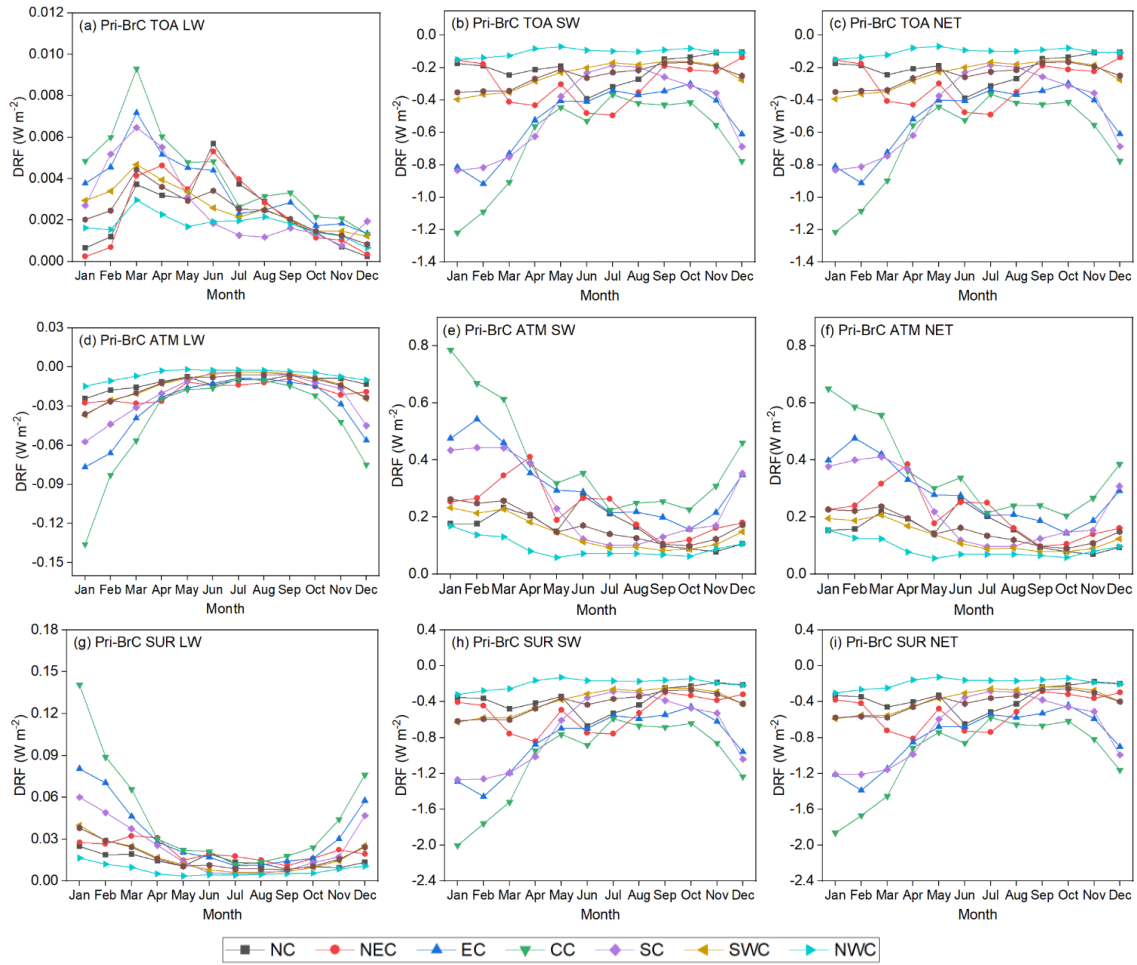 (a) Pri-BrC TOA LW
DRF (W m-2)
0.012
0.010
0.008
0.006
0.004
0.002
0.000
Jan Feb Mar Apr May Jun Jul Aug Sep Oct Nov Dec
Month
(b) Pri-BrC TOA SW
DRF (W m-2)
0.0
-0.2
-0.4
-0.6
-0.8
-1.0
-1.2
-1.4
Jan Feb Mar Apr May Jun Jul Aug Sep Oct Nov Dec
Month
(c) Pri-BrC TOA NET
DRF (W m-2)
0.0
-0.2
-0.4
-0.6
-0.8
-1.0
-1.2
-1.4
Jan Feb Mar Apr May Jun Jul Aug Sep Oct Nov Dec
Month
(d) Pri-BrC ATM LW
DRF (W m-2)
0.03
0.00
-0.03
-0.06
-0.09
-0.12
-0.15
Jan Feb Mar Apr May Jun Jul Aug Sep Oct Nov Dec
Month
(e) Pri-BrC ATM SW
DRF (W m-2)
0.8
0.6
0.4
0.2
0.0
Jan Feb Mar Apr May Jun Jul Aug Sep Oct Nov Dec
Month
(f) Pri-BrC ATM NET
DRF(W m-2)
0.8
0.6
0.4
0.2
0.0
Jan Feb Mar Apr May Jun Jul Aug Sep Oct Nov Dec
Month
(g) Pri-BrC SUR LW
DRF (W m-2)
0.18
0.15
0.12
0.09
0.06
0.03
0.00
Jan Feb Mar Apr May Jun Jul Aug Sep Oct Nov Dec
Month
(h) Pri-BrC SUR SW
DRF (W m-2)
0.4
0.0
-0.4
-0.8
-1.2
-1.6
-2.0
-2.4
Jan Feb Mar Apr May Jun Jul Aug Sep Oct Nov Dec
Month
(i) Pri-BrC SUR NET
DRF (W m-2)
0.4
0.0
-0.4
-0.8
-1.2
-1.6
-2.0
-2.4
Jan Feb Mar Apr May Jun Jul Aug Sep Oct Nov Dec
Month
NC NEC EC CC SC SWC NWC